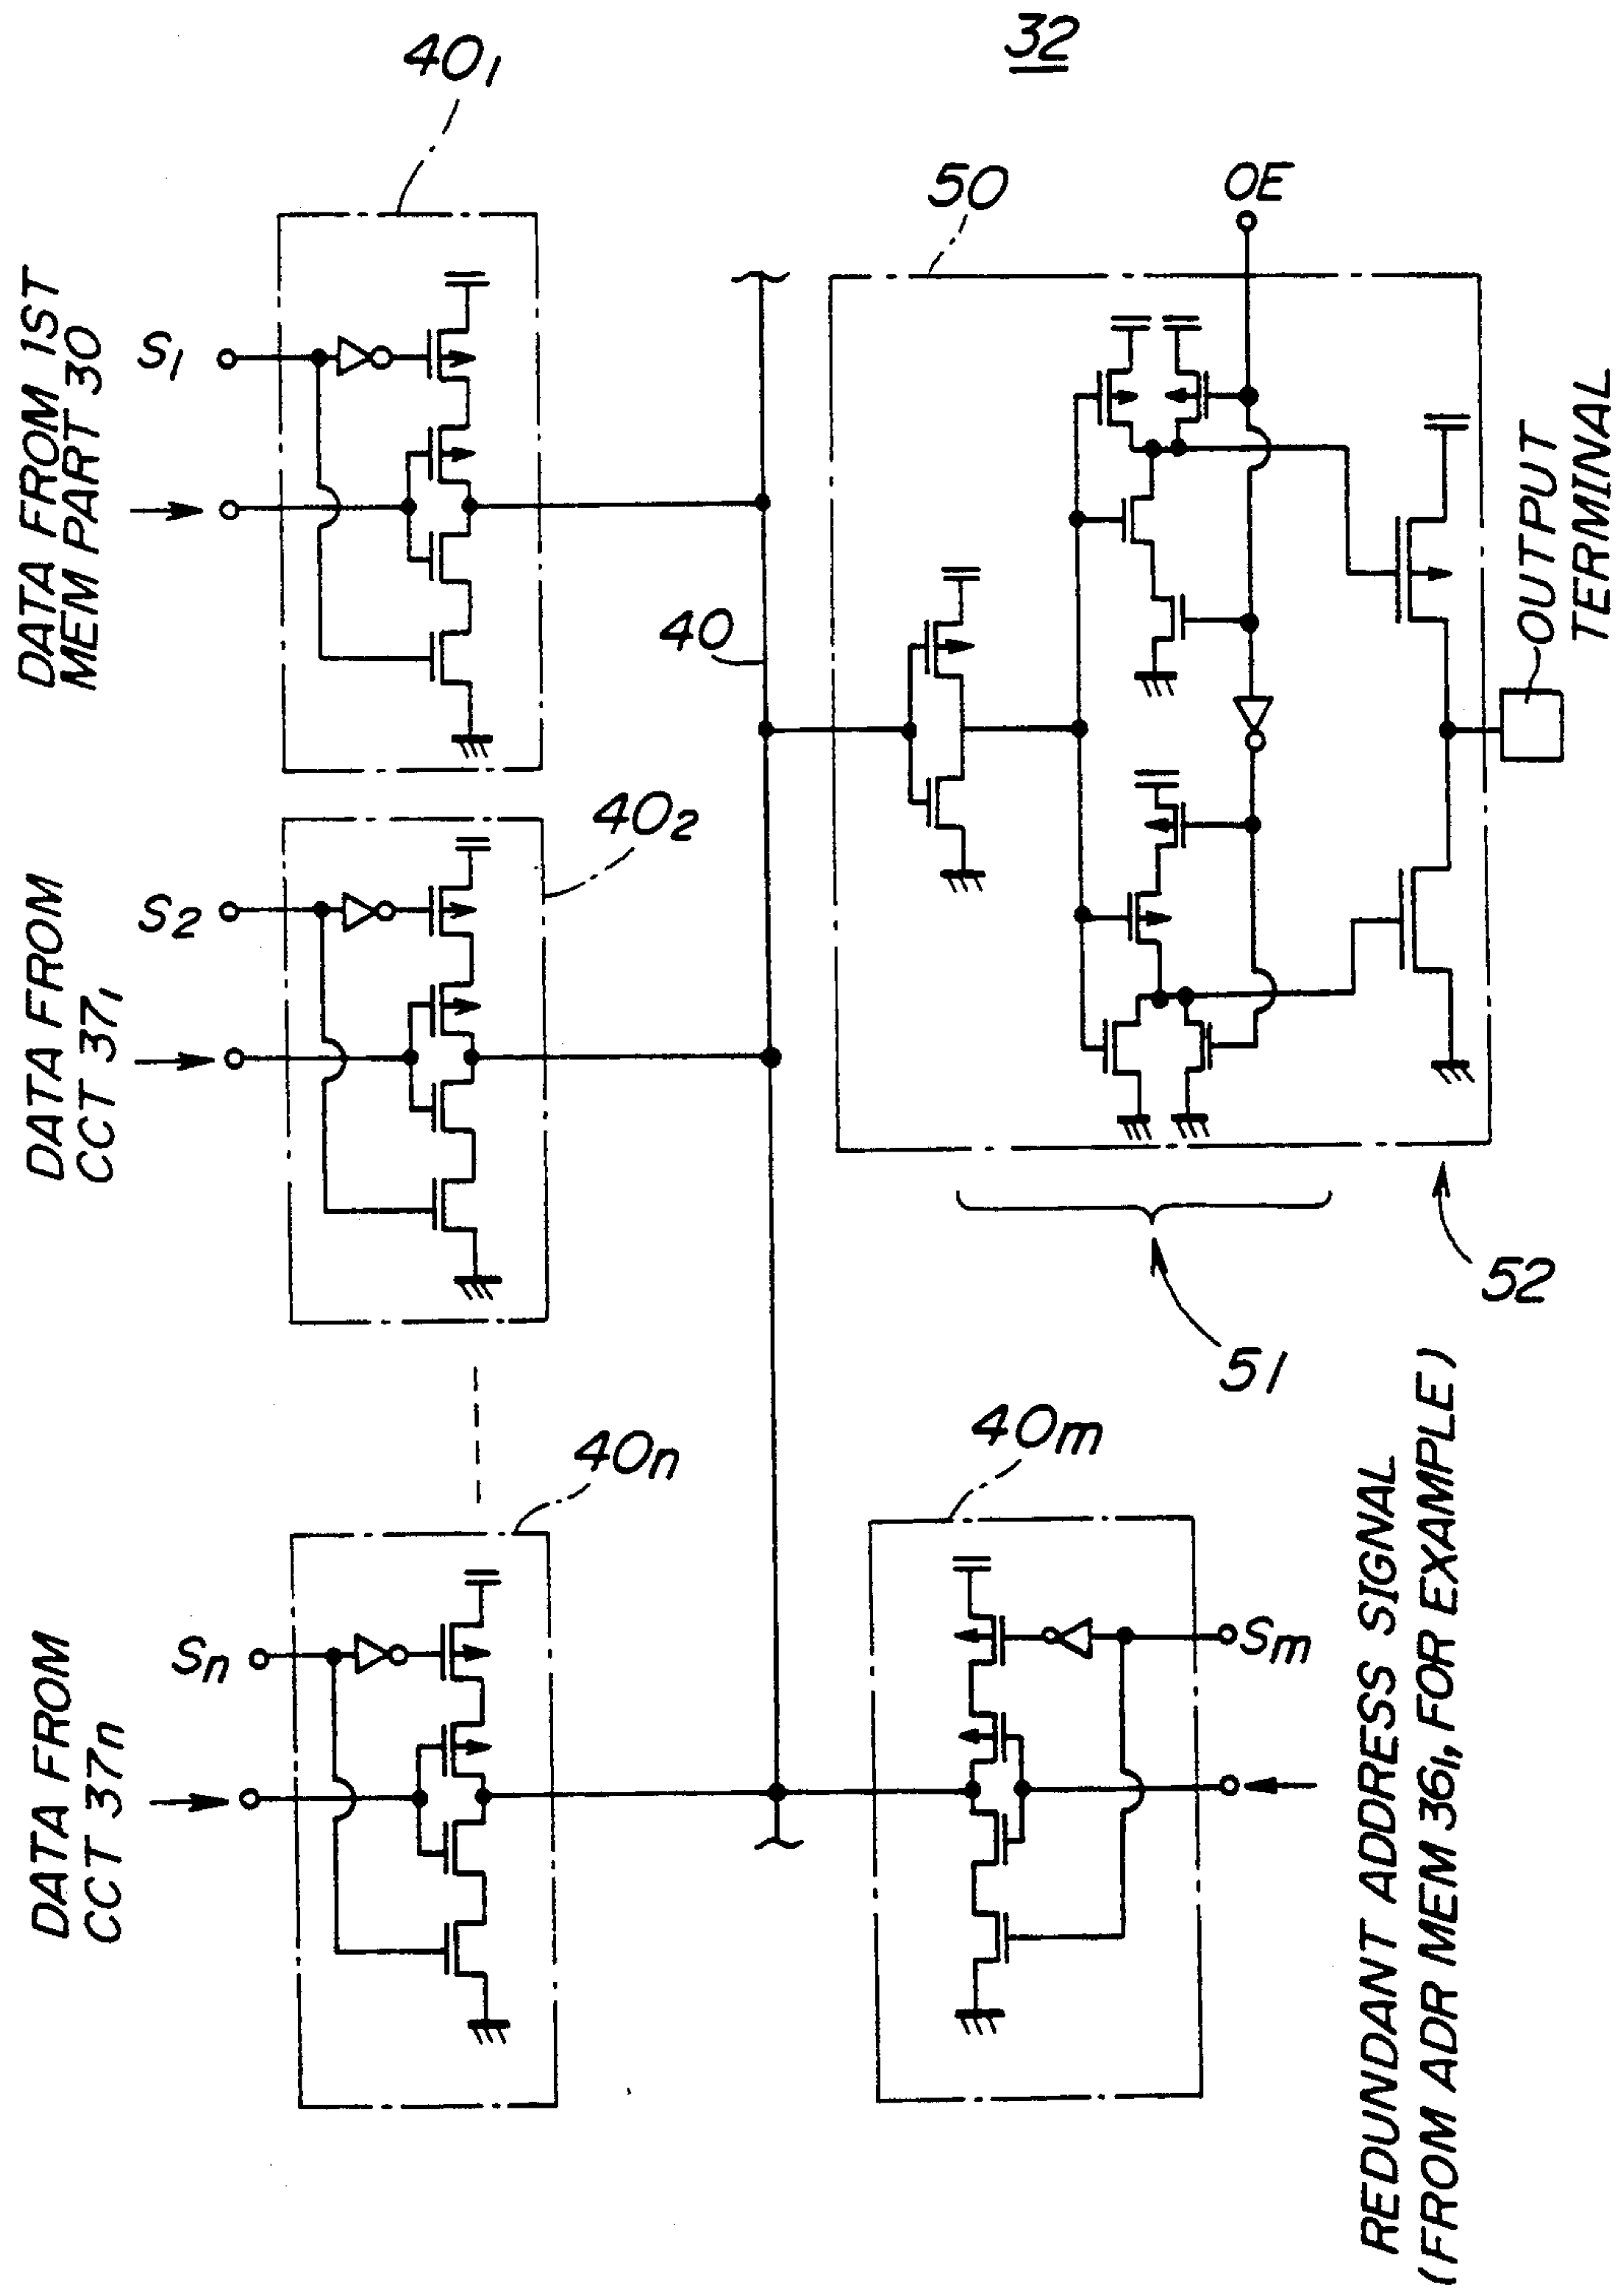 32
40₁
DATA FROM 1ST
MEM PART 30
S₁
50
OE
40
40₂
DATA FROM
CCT 37₁
S₂
OUTPUT
TERMINAL
51
52
40n
DATA FROM
CCT 37n
Sn
40m
Sm
REDUNDANT ADDRESS SIGNAL
(FROM ADR MEM 36₁, FOR EXAMPLE)